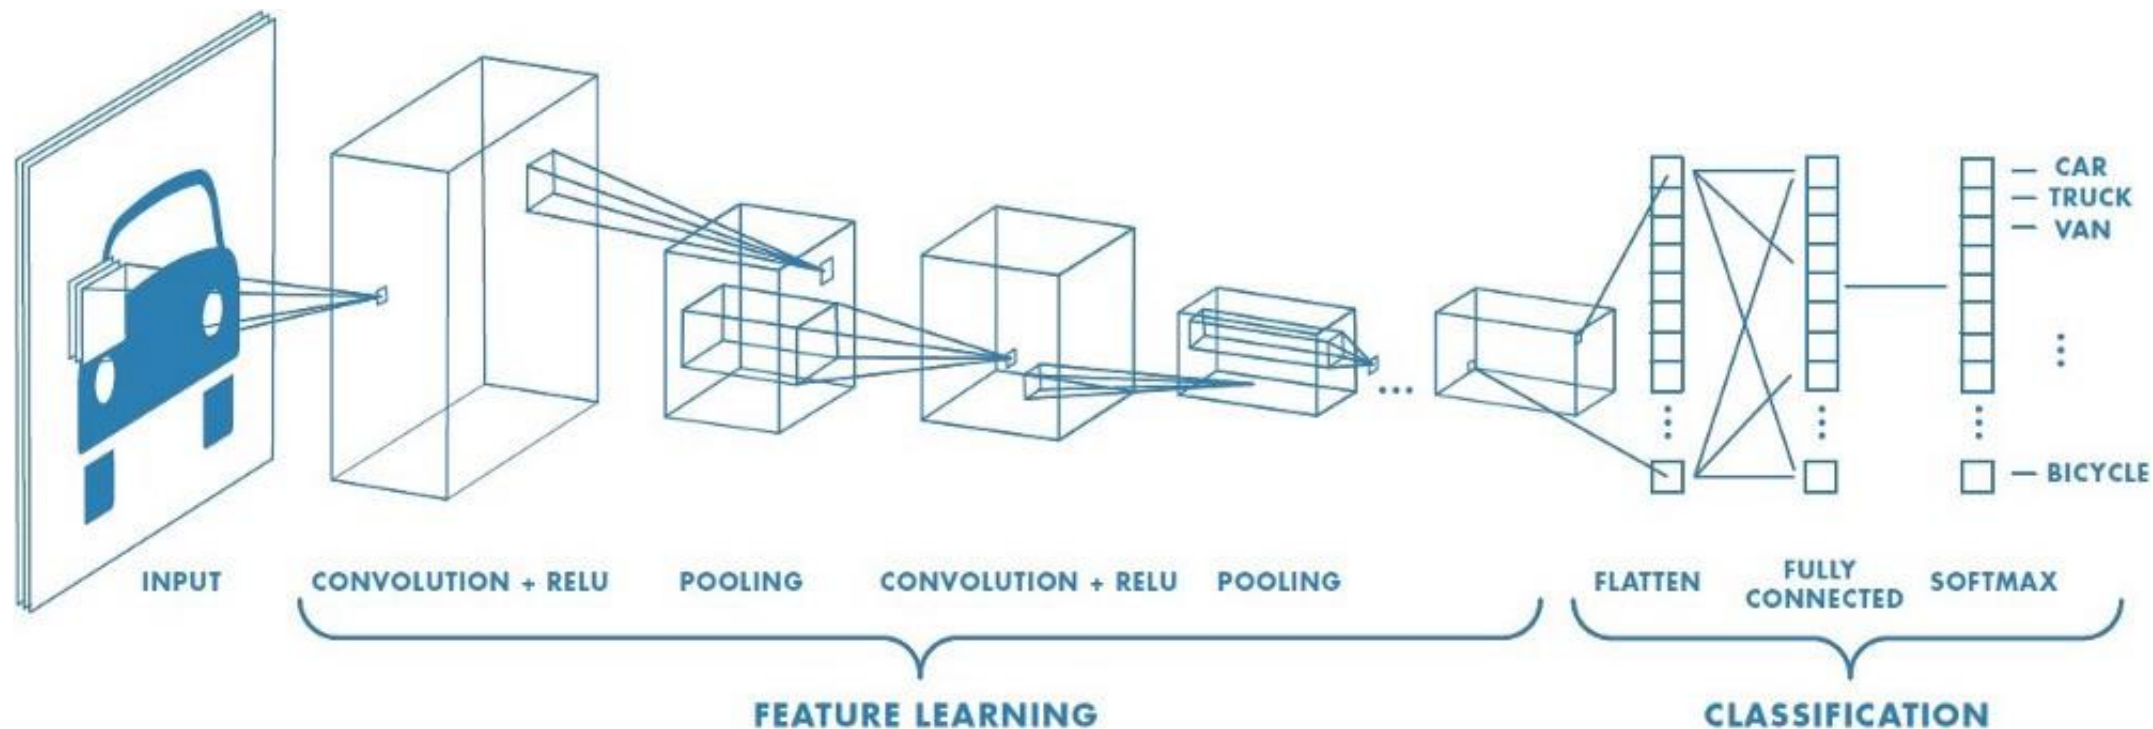 CAR
TRUCK
VAN
BICYCLE
INPUT
CONVOLUTION + RELU
POOLING
CONVOLUTION + RELU
POOLING
FLATTEN
FULLY
CONNECTED
SOFTMAX
FEATURE LEARNING
CLASSIFICATION